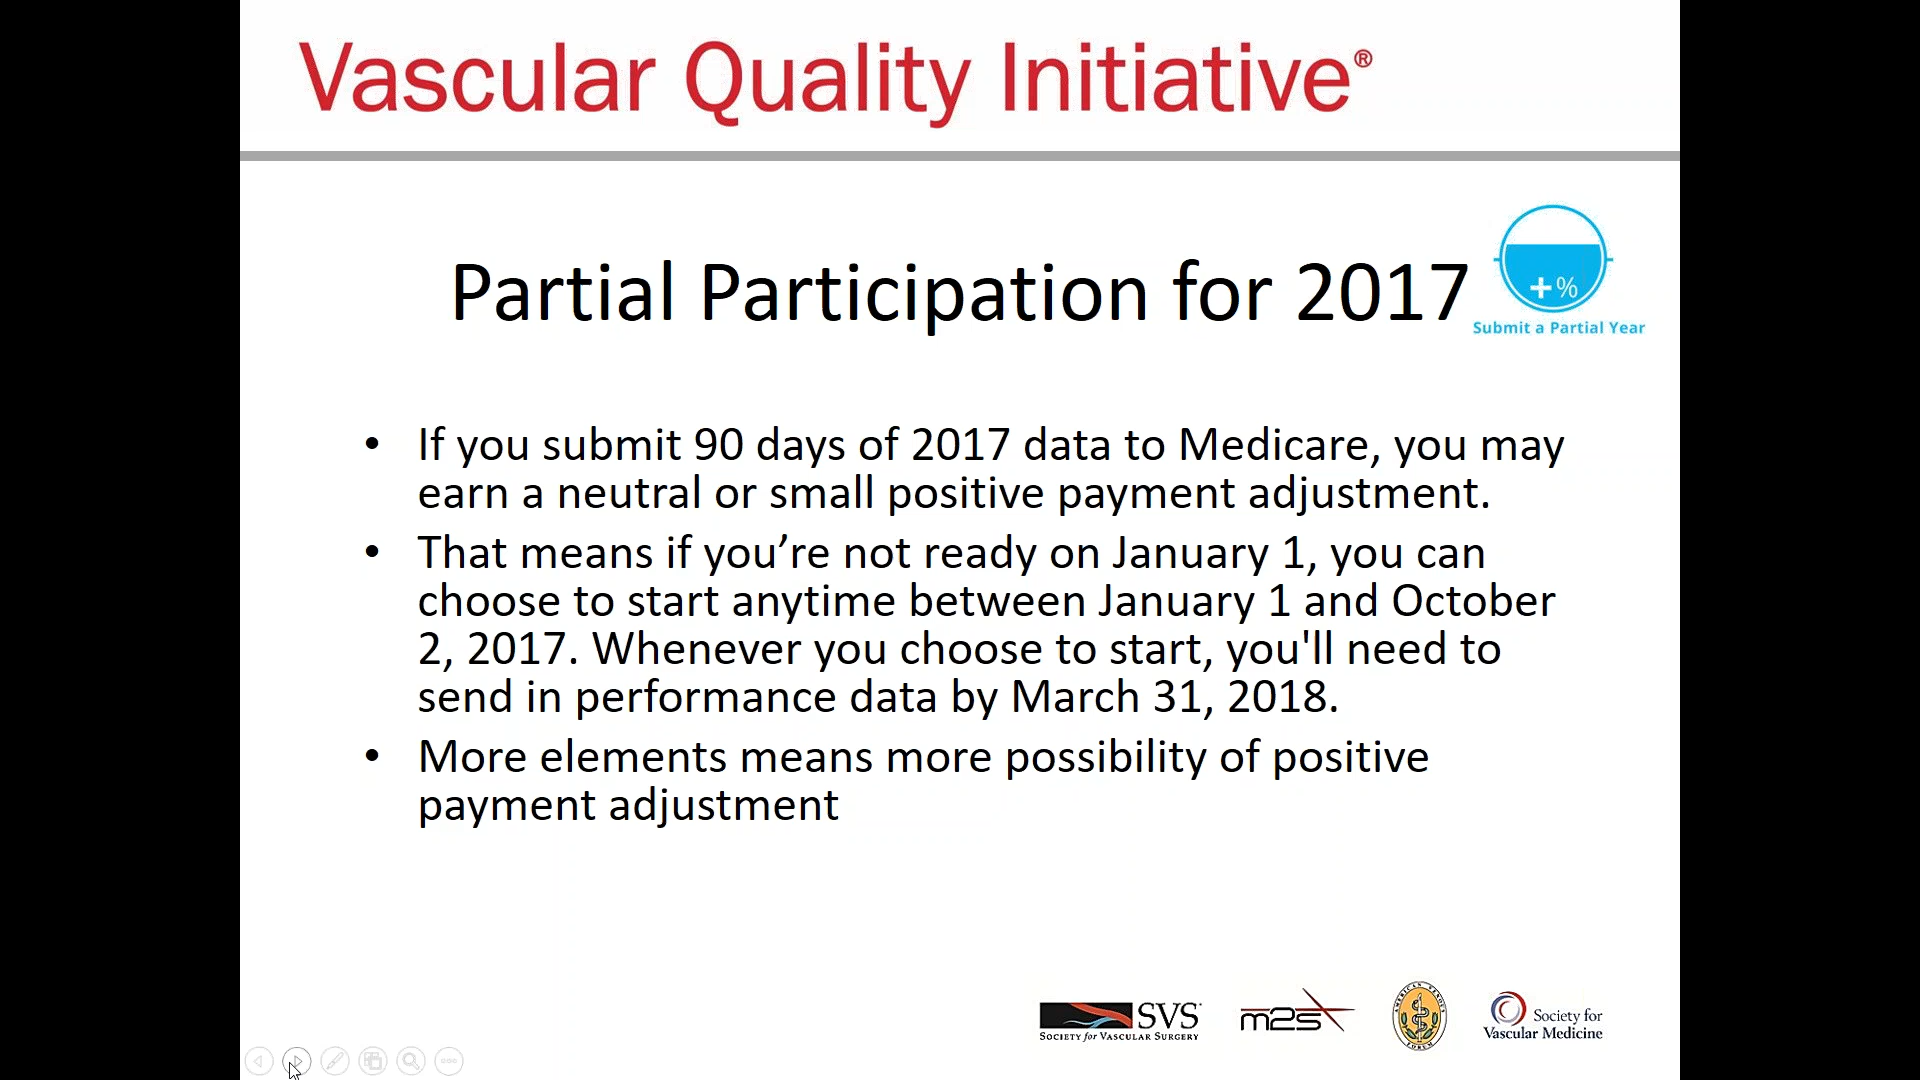 Vascular Quality Initiative®
Partial Participation for 2017
+%
Submit a Partial Year
• If you submit 90 days of 2017 data to Medicare, you may
earn a neutral or small positive payment adjustment.
• That means if you’re not ready on January 1, you can
choose to start anytime between January 1 and October
2, 2017. Whenever you choose to start, you'll need to
send in performance data by March 31, 2018.
• More elements means more possibility of positive
payment adjustment
SVS
SOCIETY for VASCULAR SURGERY
m2s
AMERICAN VENOUS
FORUM
Society for
Vascular Medicine